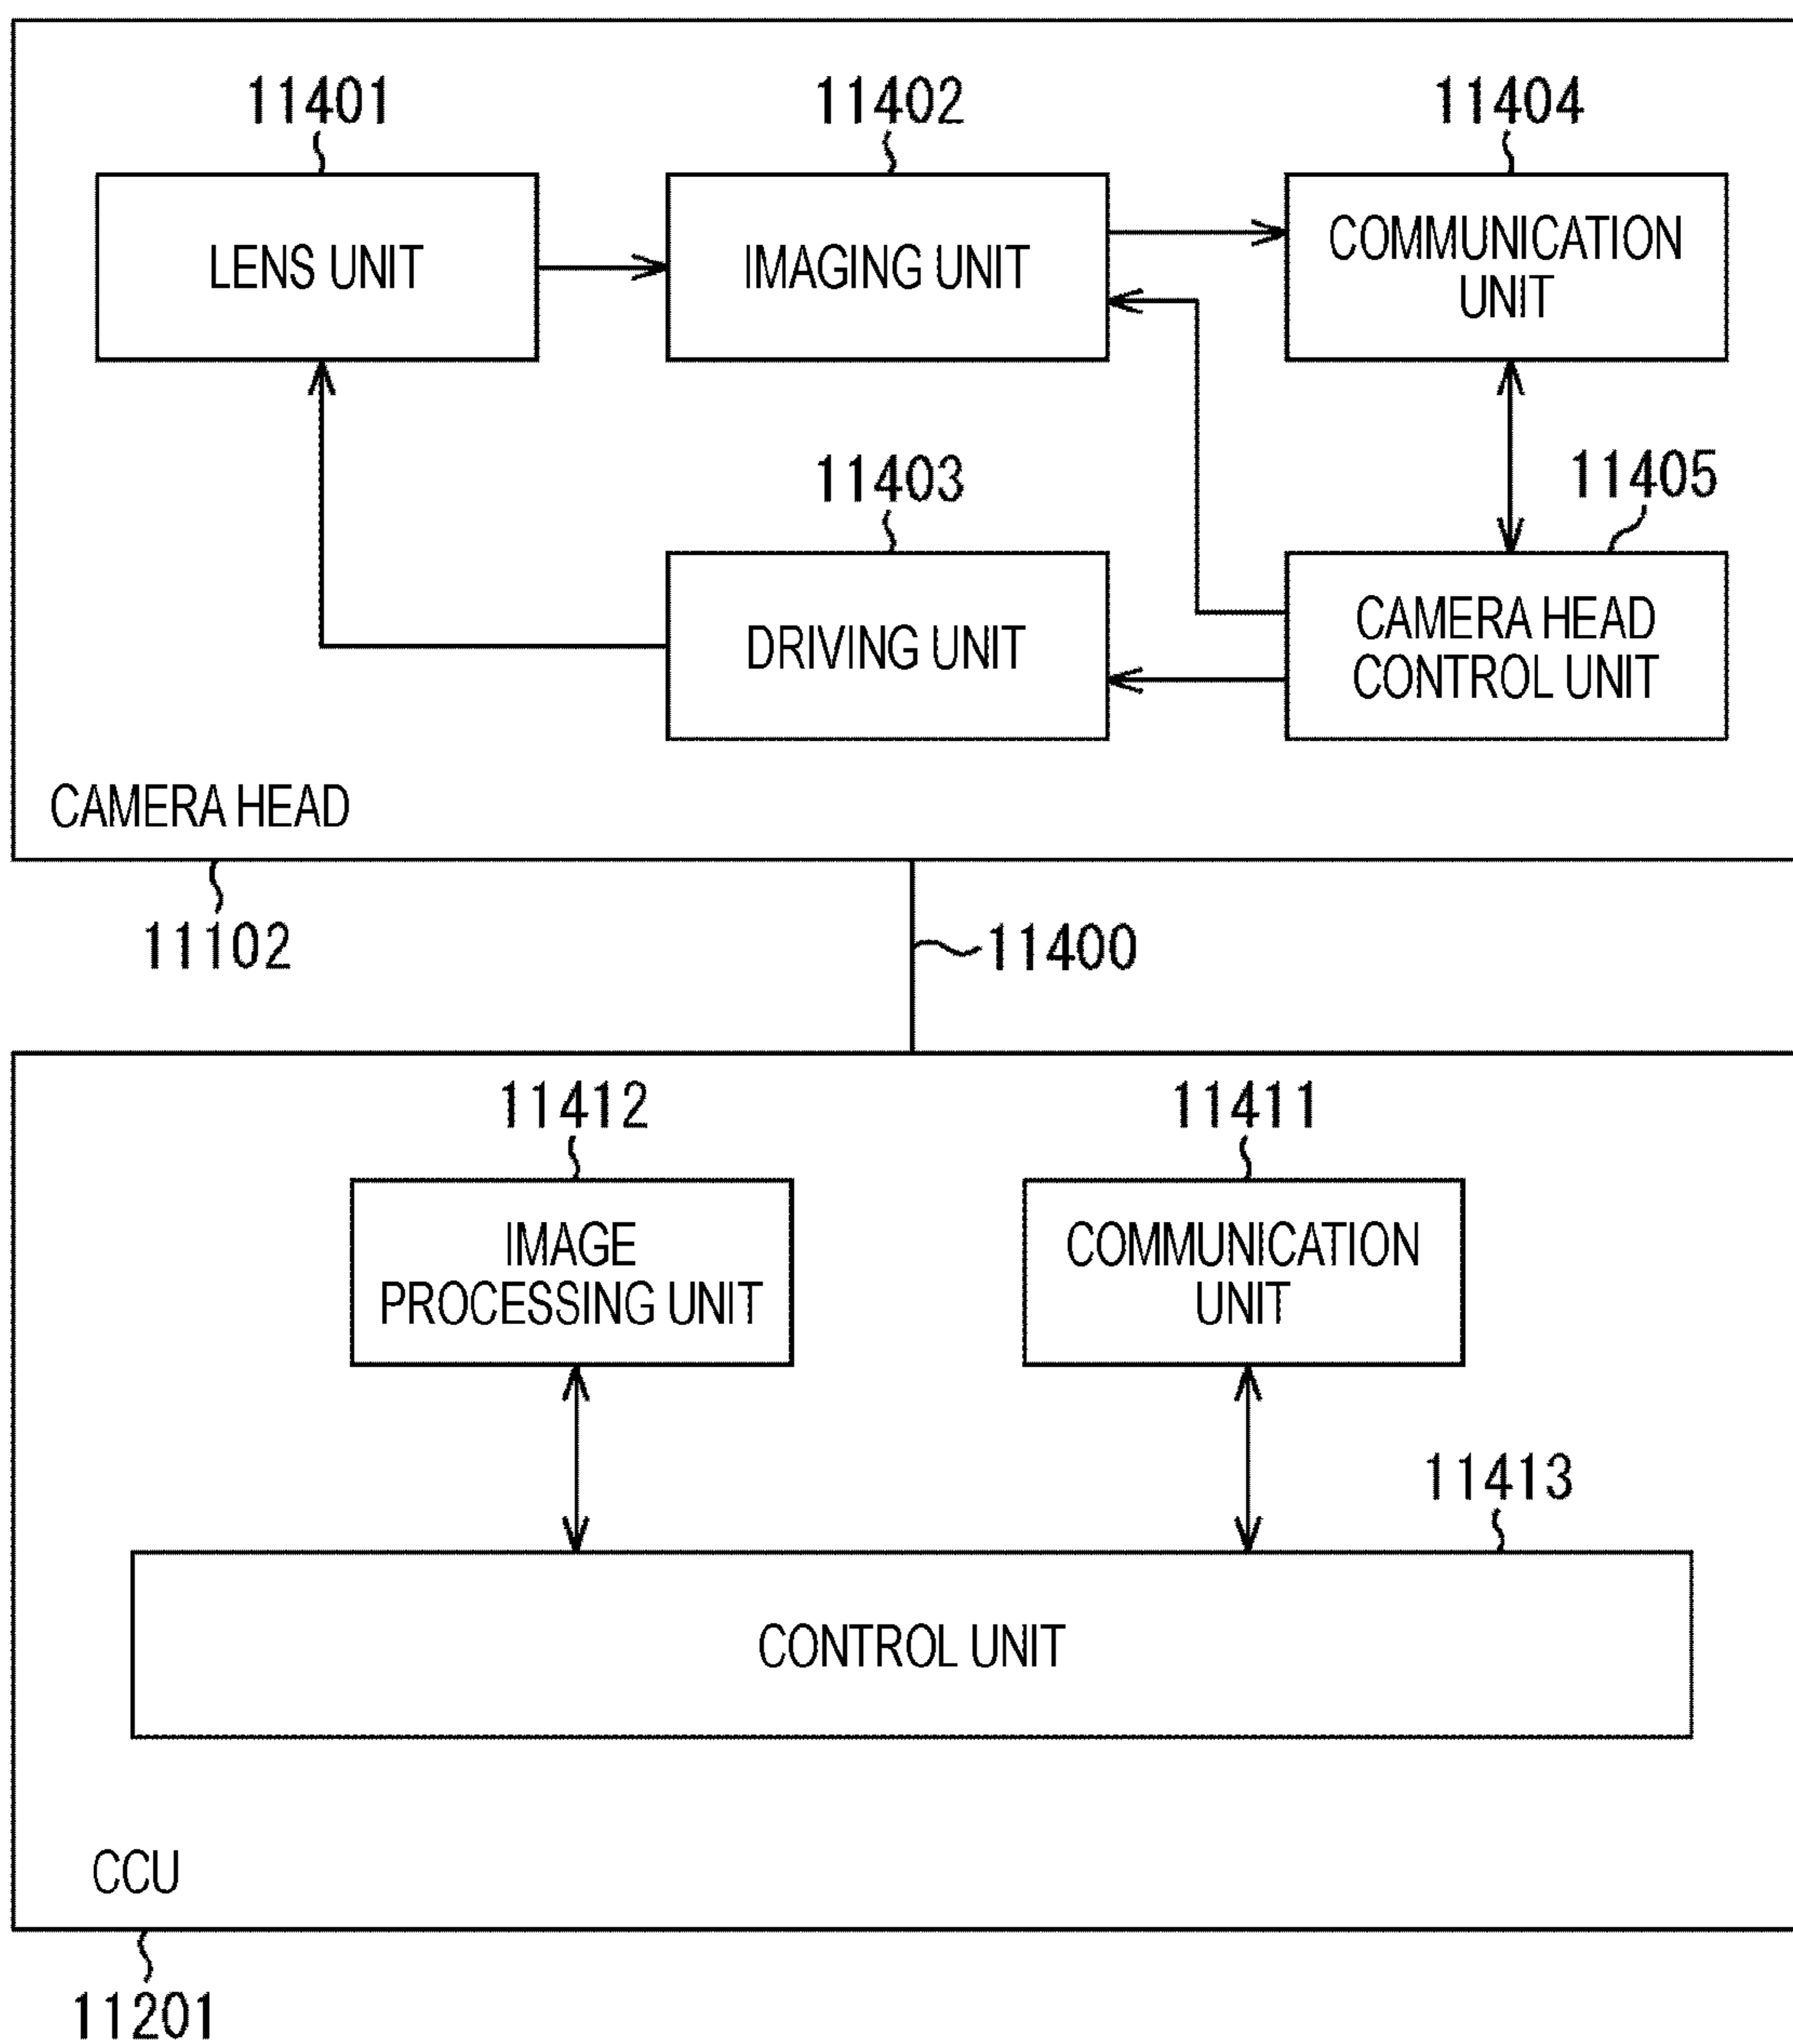 11401
11402
11404
LENS UNIT
IMAGING UNIT
COMMUNICATION
UNIT
11403
11405
DRIVING UNIT
CAMERA HEAD
CONTROL UNIT
CAMERA HEAD
11102
11400
11412
11411
IMAGE
PROCESSING UNIT
COMMUNICATION
UNIT
11413
CONTROL UNIT
CCU
11201